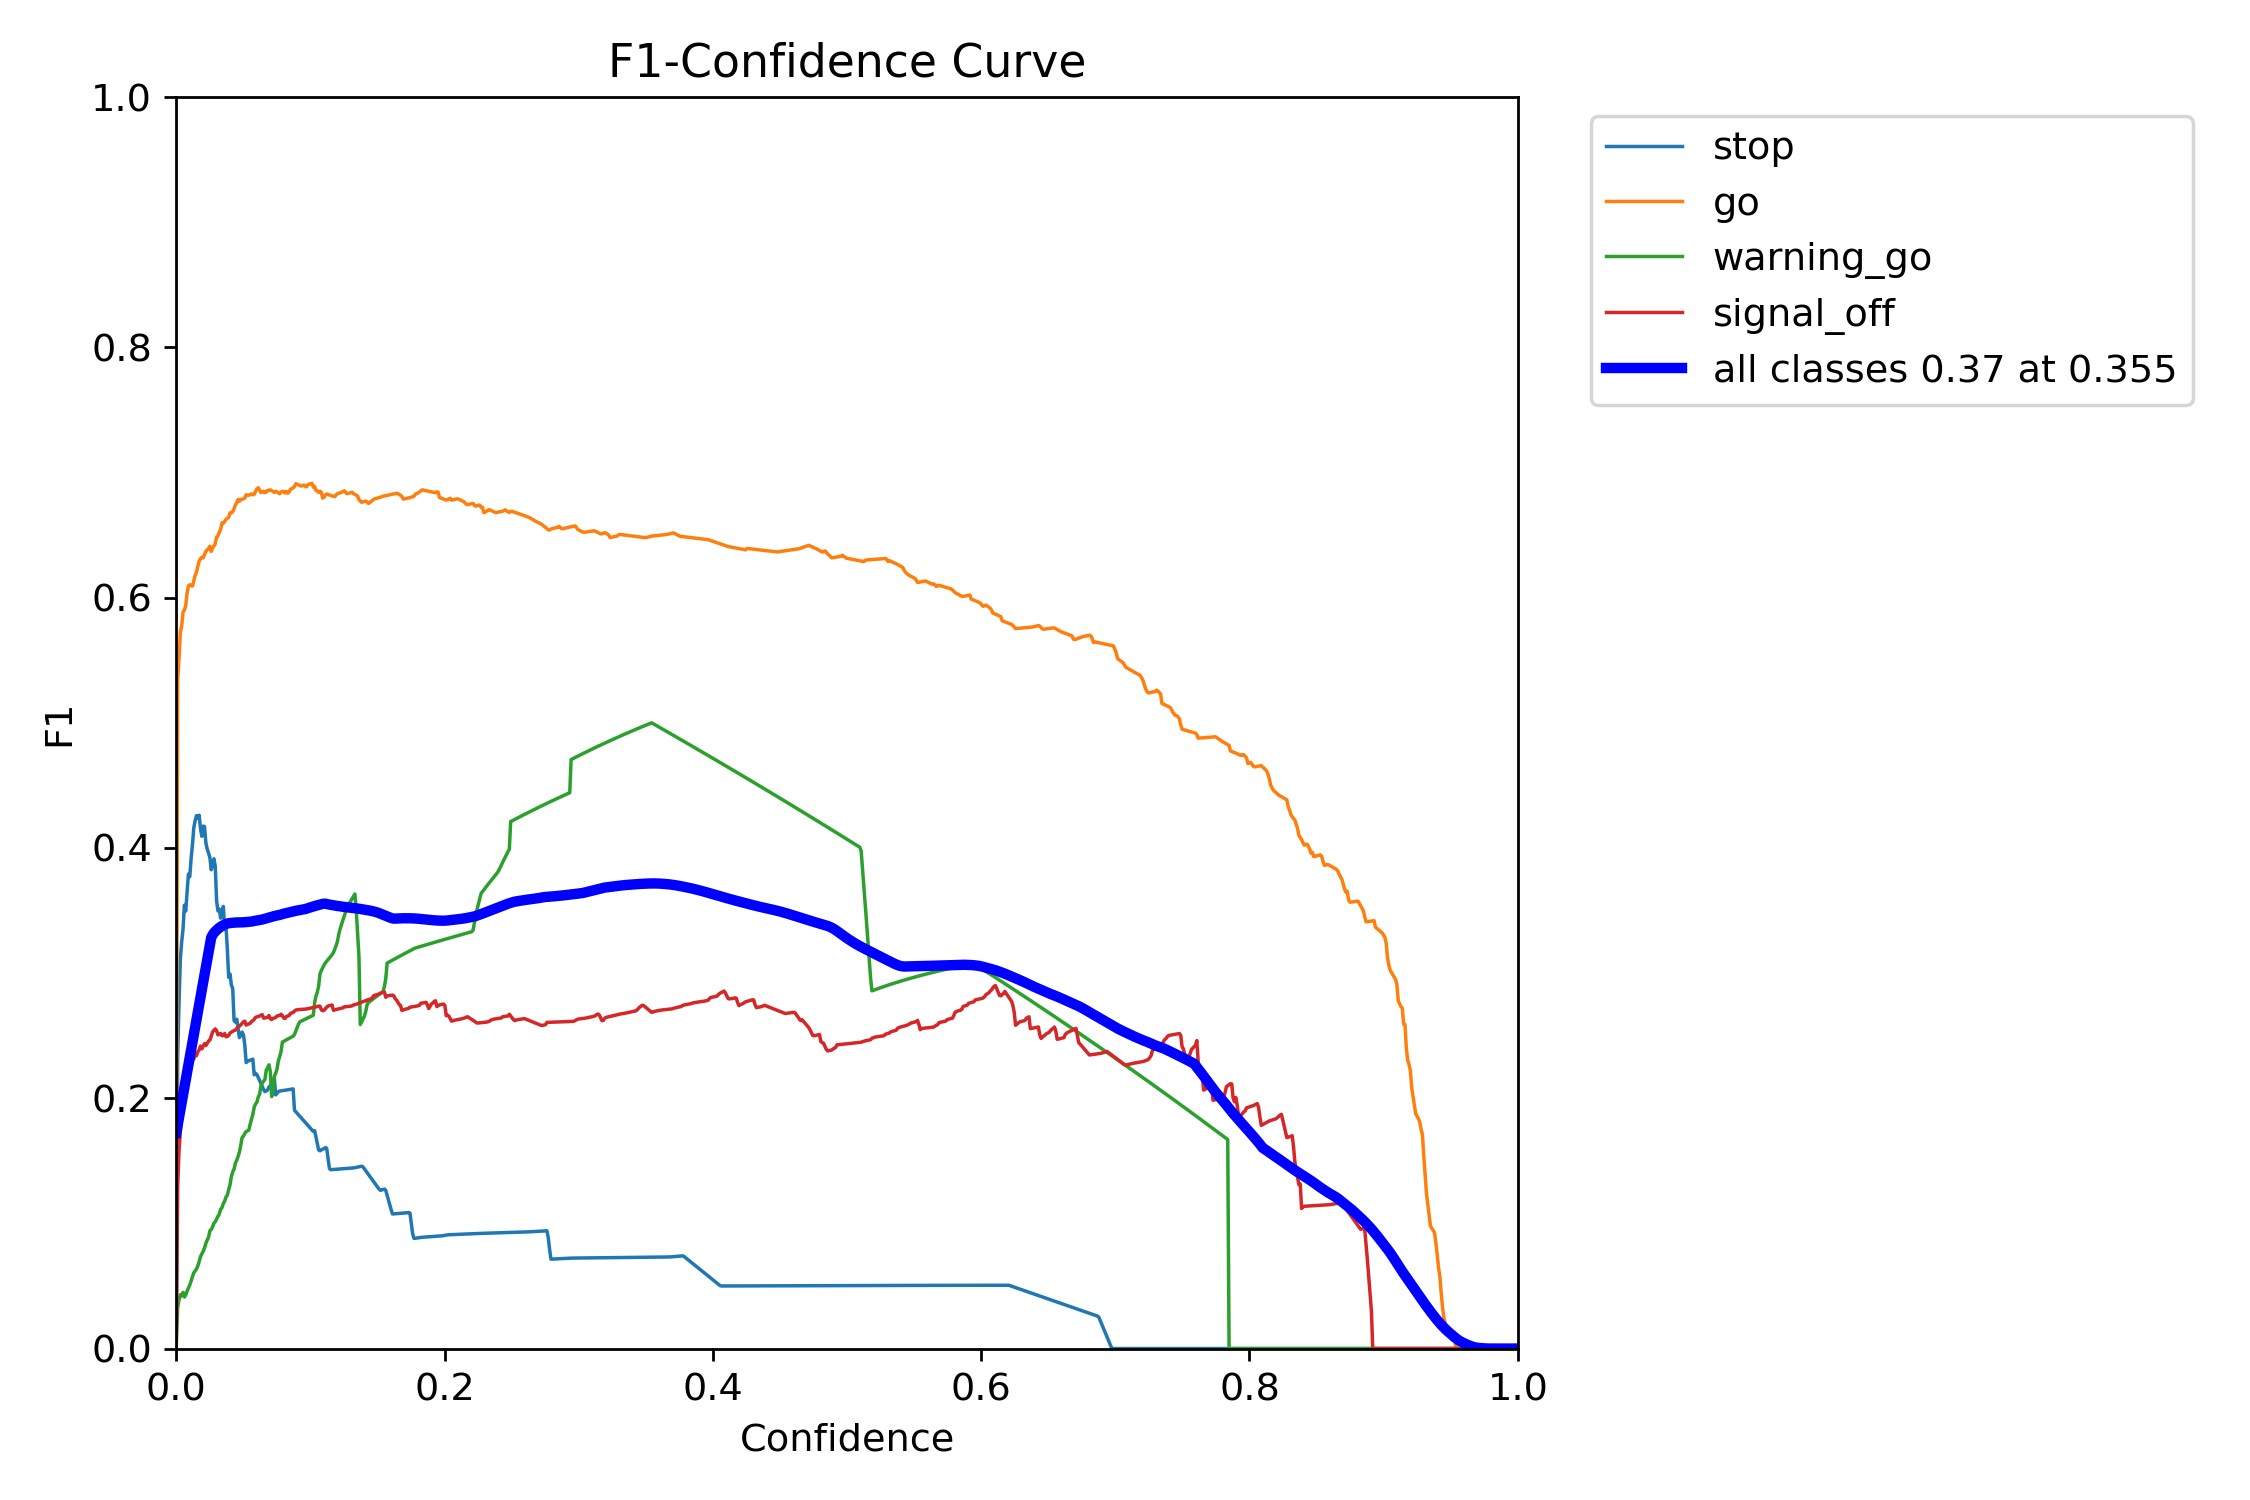 F1-Confidence Curve
1.0
0.8
0.6
0.4
0.2
0.0
F1
0.0 0.2 0.4 0.6 0.8 1.0
Confidence
stop
go
warning_go
signal_off
all classes 0.37 at 0.355